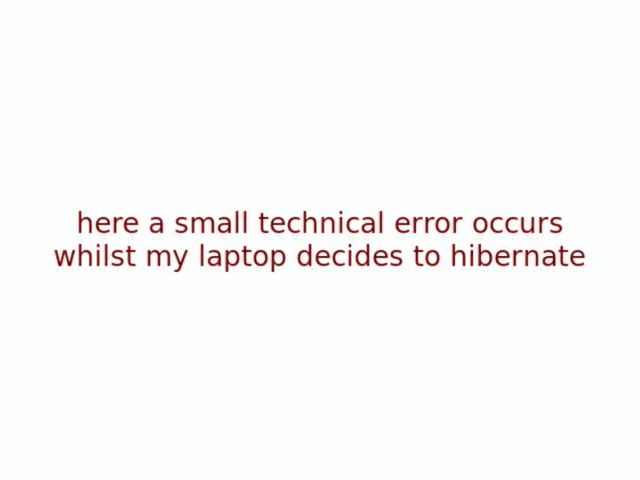 here a small technical error occurs
whilst my laptop decides to hibernate